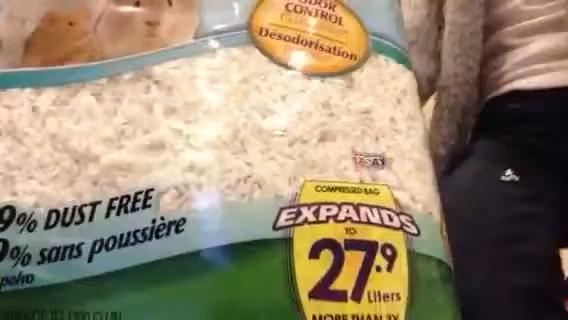 ODOR
CONTROL
Désodorisation
USA
9% DUST FREE
% sans poussière
polvo
COMPRESSED BAG
EXPANDS
TO
27.9
Liters
MORE THAN 3X